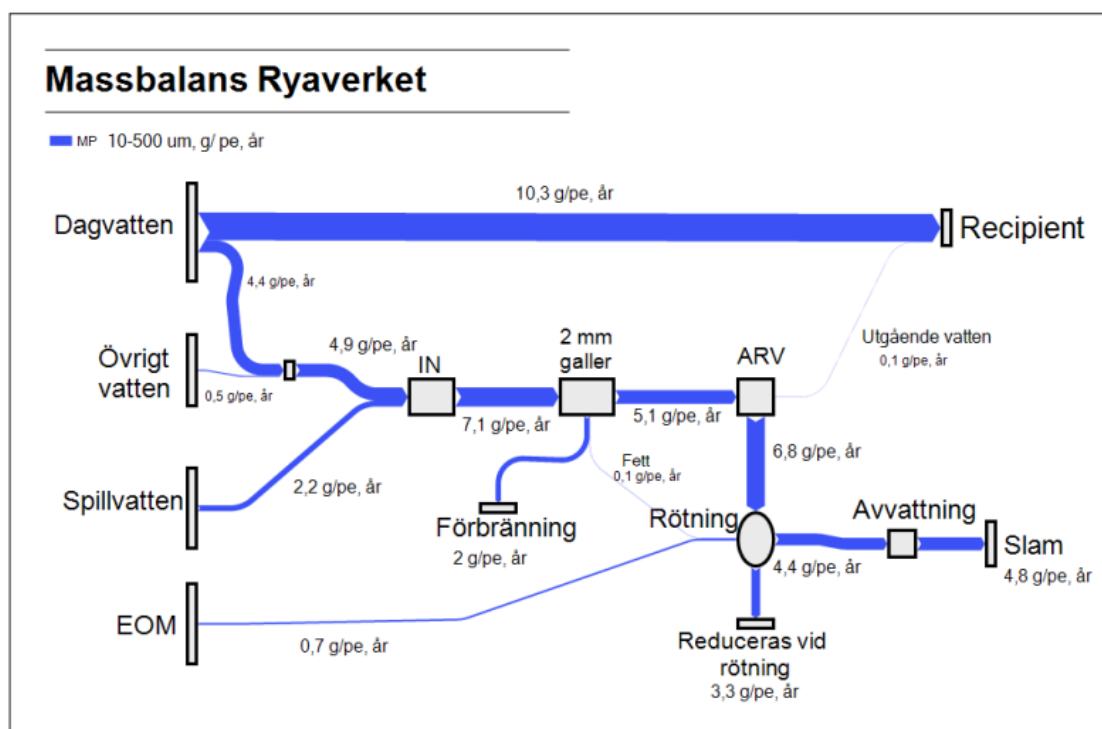 Massbalans Ryaverket
MP 10-500 um, g/ pe, år
10,3 g/pe, år
Dagvatten
Recipient
4,4 g/pe, år
Utgående vatten
0,1 g/pe, år
Övrigt
vatten
0,5 g/pe, år
4,9 g/pe, år
IN
2 mm
galler
ARV
7,1 g/pe, år
5,1 g/pe, år
6,8 g/pe, år
Fett
0,1 g/pe, år
Spillvatten
2,2 g/pe, år
Förbränning
2 g/pe, år
Rötning
Avvattning
4,4 g/pe, år
Slam
4,8 g/pe, år
EOM
0,7 g/pe, år
Reduceras vid
rötning
3,3 g/pe, år